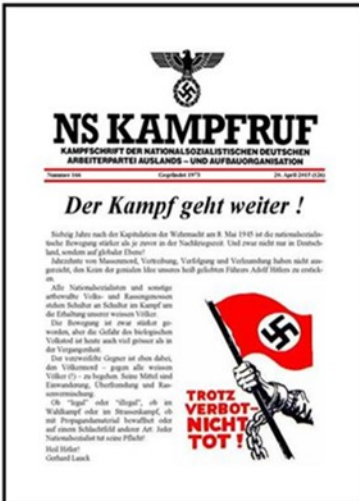 NS KAMPFRUF
KAMPFSCHRIFT DER NATIONALSOZIALISTISCHEN DEUTSCHEN
ARBEITERPARTEI AUSLANDS – UND AUFBAUORGANISATION
Nummer 166 Gegründet 1973 20. April 2015 (126)
Der Kampf geht weiter !
Siebzig Jahre nach der Kapitulation der Wehrmacht am 8. Mai 1945 ist die nationalsozialis-
tische Bewegung stärker als je zuvor in der Nachkriegszeit. Und zwar nicht nur in Deutsch-
land, sondern auf globaler Ebene!
Jahrzehnte von Massenmord, Vertreibung, Verfolgung und Verleumdung haben nicht aus-
gereicht, den Keim der genialen Idee unseres heiß geliebten Führers Adolf Hitlers zu erstick-
en.
Alle Nationalsozialisten und sonstige
artbewußte Volks- und Rassengenossen
stehen Schulter an Schulter im Kampf um
die Erhaltung unserer weissen Völker.
Die Bewegung ist zwar stärker ge-
worden, aber die Gefahr des biologischen
Volkstod ist heute auch viel grösser als in
der Vergangenheit.
Der verzweifelte Gegner ist eben dabei,
den Völkermord – gegen alle weissen
Völker (!) – zu begehen. Seine Mittel sind
Einwanderung, Überfremdung und Ras-
senvermischung.
Ob "legal" oder "illegal", ob im
Wahlkampf oder im Strassenkampf, ob
mit Propagandamaterial bewaffnet oder
auf einem Schlachtfeld anderer Art: Jeder
Nationalsozialist tut seine Pflicht!
Heil Hitler!
Gerhard Lauck
TROTZ
VERBOT-
NICHT
TOT !